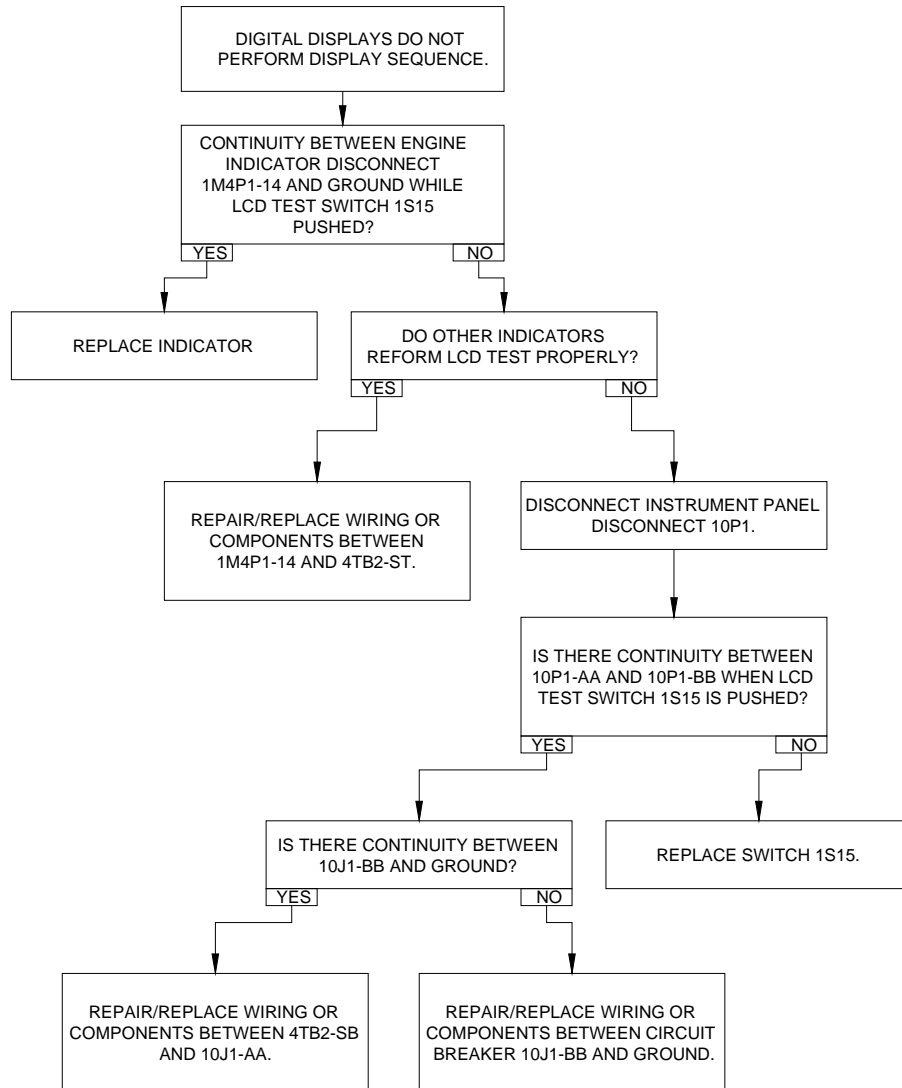 DIGITAL DISPLAYS DO NOT
PERFORM DISPLAY SEQUENCE.
CONTINUITY BETWEEN ENGINE
INDICATOR DISCONNECT
1M4P1-14 AND GROUND WHILE
LCD TEST SWITCH 1S15
PUSHED?
YES
NO
REPLACE INDICATOR
DO OTHER INDICATORS
REFORM LCD TEST PROPERLY?
YES
NO
REPAIR/REPLACE WIRING OR
COMPONENTS BETWEEN
1M4P1-14 AND 4TB2-ST.
DISCONNECT INSTRUMENT PANEL
DISCONNECT 10P1.
IS THERE CONTINUITY BETWEEN
10P1-AA AND 10P1-BB WHEN LCD
TEST SWITCH 1S15 IS PUSHED?
YES
NO
IS THERE CONTINUITY BETWEEN
10J1-BB AND GROUND?
YES
NO
REPLACE SWITCH 1S15.
REPAIR/REPLACE WIRING OR
COMPONENTS BETWEEN 4TB2-SB
AND 10J1-AA.
REPAIR/REPLACE WIRING OR
COMPONENTS BETWEEN CIRCUIT
BREAKER 10J1-BB AND GROUND.